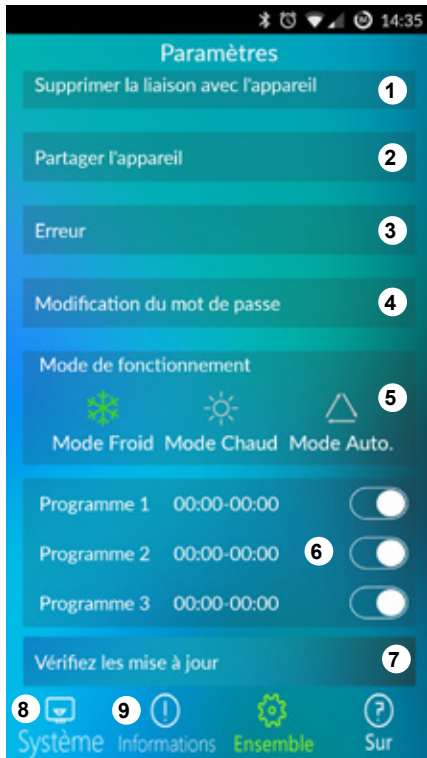 14:35
Paramètres
Supprimer la liaison avec l'appareil 1
Partager l'appareil 2
Erreur 3
Modification du mot de passe 4
Mode de fonctionnement
5
Mode Froid Mode Chaud Mode Auto.
Programme 1 00:00-00:00
Programme 2 00:00-00:00 6
Programme 3 00:00-00:00
Vérifiez les mise à jour 7
8 9
Système Informations Ensemble Sur